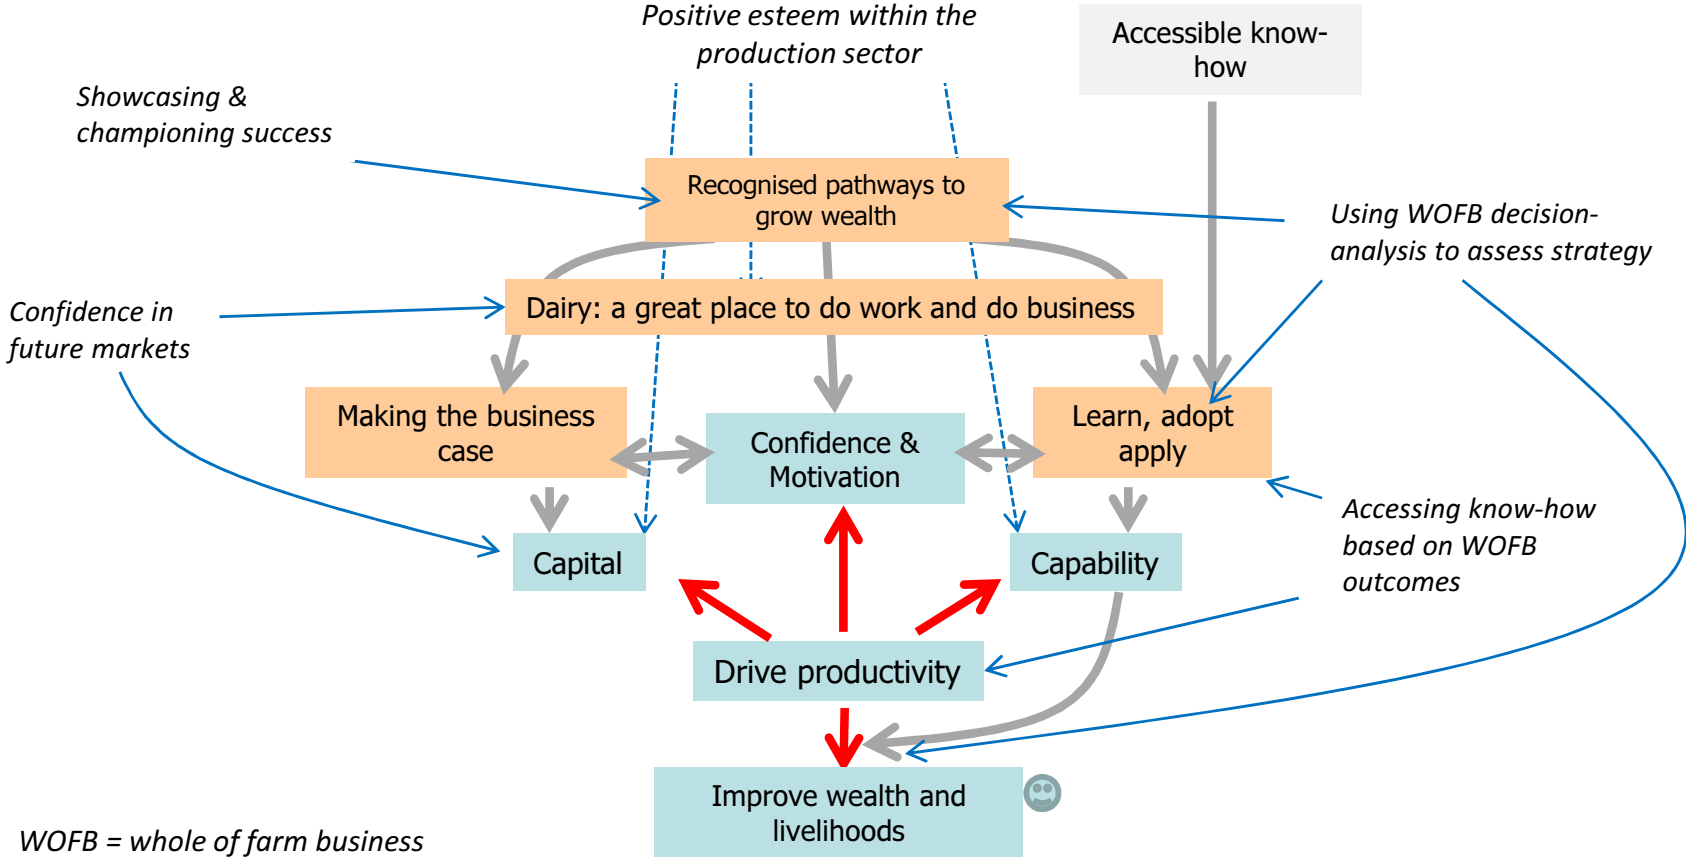 Positive esteem within the
production sector
Accessible know-
how
Showcasing &
championing success
Recognised pathways to
grow wealth
Using WOFB decision-
analysis to assess strategy
Confidence in
future markets
Dairy: a great place to do work and do business
Making the business
case
Confidence &
Motivation
Learn, adopt
apply
Accessing know-how
based on WOFB
outcomes
Capital
Capability
Drive productivity
Improve wealth and
livelihoods
WOFB = whole of farm business